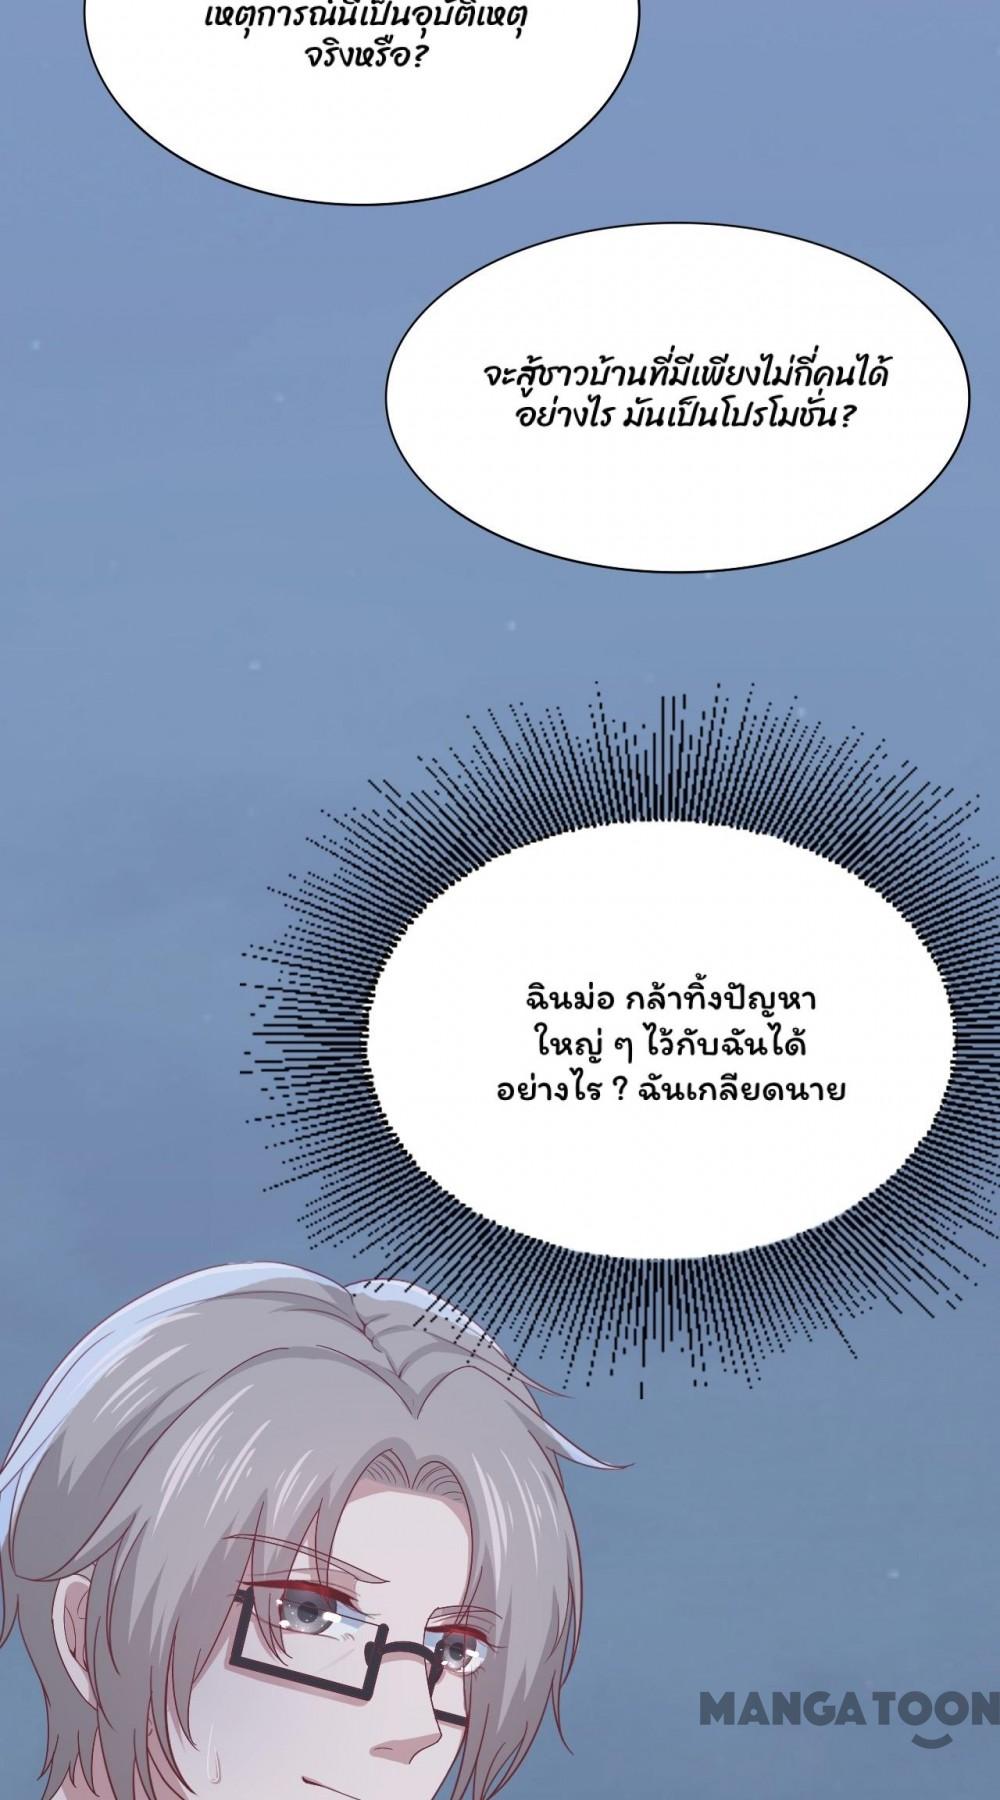 เหตุการณ์นี้เป็นอุบัติเหตุ
จริงหรือ?
จะสู้ชาวบ้านที่มีเพียงไม่กี่คนได้
อย่างไร มันเป็นโปรโมชั่น?
ฉินม่อ กล้าทิ้งปัญหา
ใหญ่ ๆ ไว้กับฉันได้
อย่างไร ? ฉันเกลียดนาย
MANGATOON